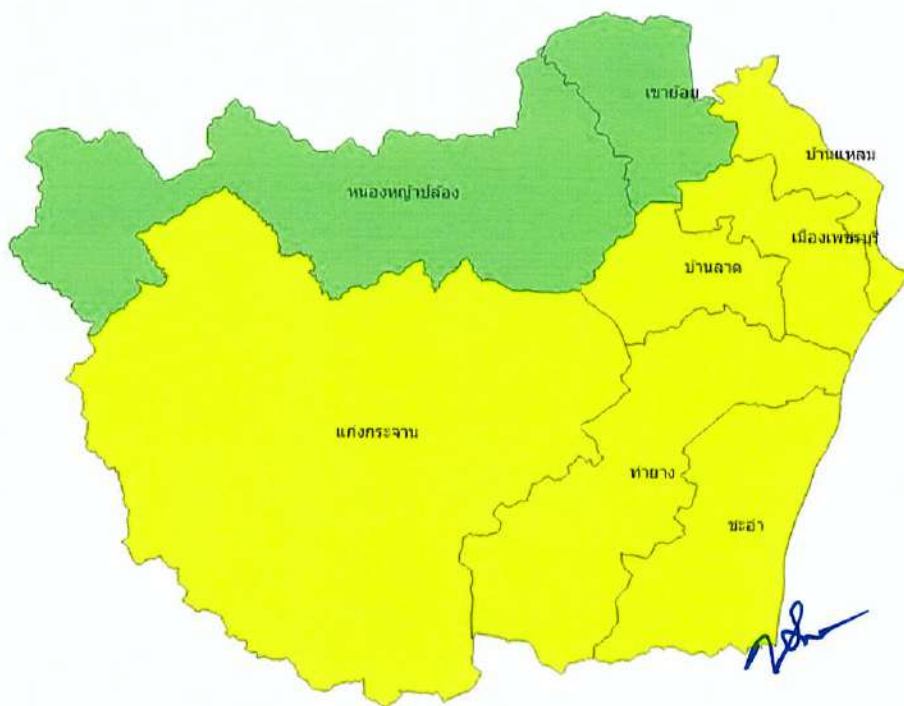 เขาย้อย
บ้านแหลม
หนองหญ้าปล้อง
เมืองเพชรบุรี
บ้านลาด
แก่งกระจาน
ท่ายาง
ชะอำ